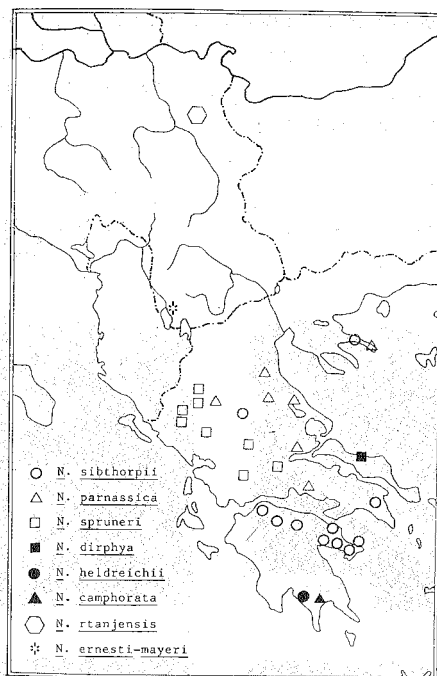 N. sibthorpii
N. parnassica
N. spruneri
N. dirphya
N. heldreichii
N. camphorata
N. rtanjensis
N. ernesti-mayeri